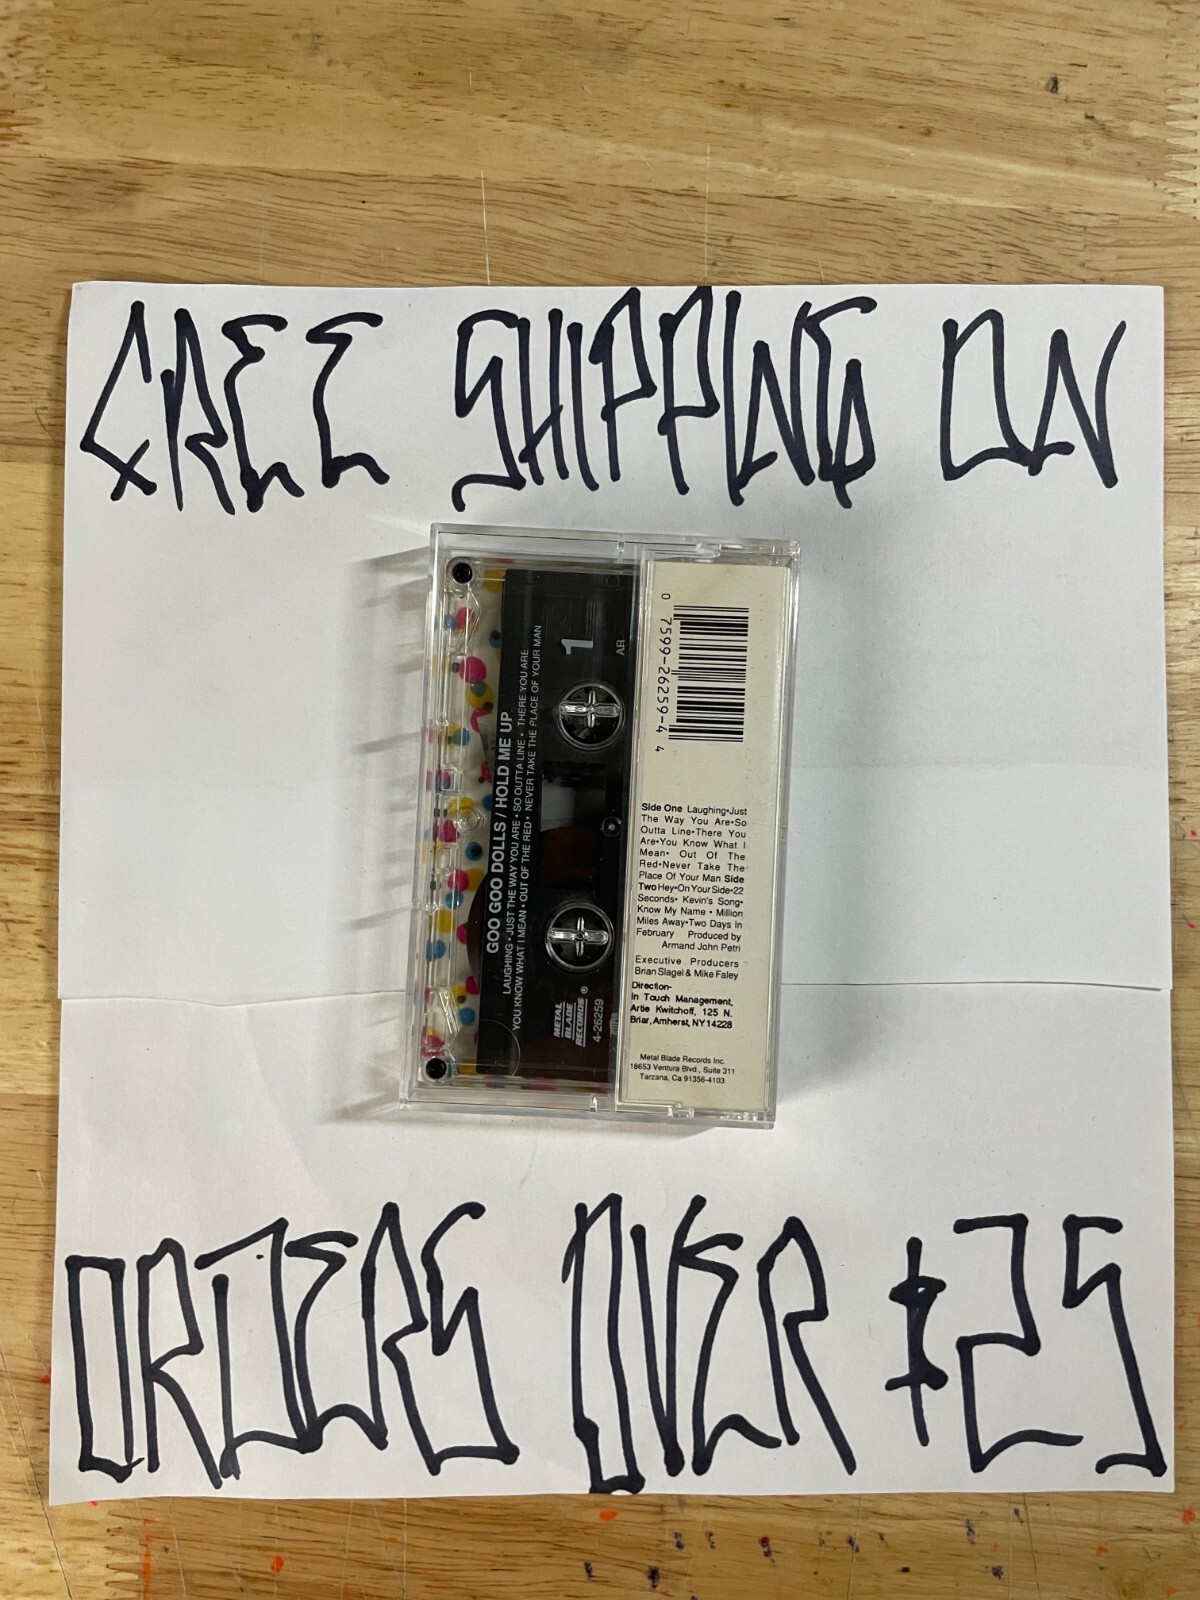 FREE SHIPPING ON
GOO GOO DOLLS / HOLD ME UP
LAUGHING • JUST THE WAY YOU ARE • SO OUTTA LINE • THERE YOU ARE
YOU KNOW WHAT I MEAN • OUT OF THE RED • NEVER TAKE THE PLACE OF YOUR MAN
1
AR
METAL
BLADE
RECORDS ®
4-26259
0 7599-26259-4 4
Side One Laughing•Just
The Way You Are•So
Outta Line•There You
Are•You Know What I
Mean• Out Of The
Red•Never Take The
Place Of Your Man Side
Two Hey•On Your Side•22
Seconds• Kevin's Song•
Know My Name • Million
Miles Away•Two Days In
February Produced by
Armand John Petri
Executive Producers
Brian Slagel & Mike Faley
Direction-
In Touch Management,
Artie Kwitchoff, 125 N.
Briar, Amherst, NY14228
Metal Blade Records Inc.
18653 Ventura Blvd., Suite 311
Tarzana, Ca 91356-4103
ORDERS OVER $25